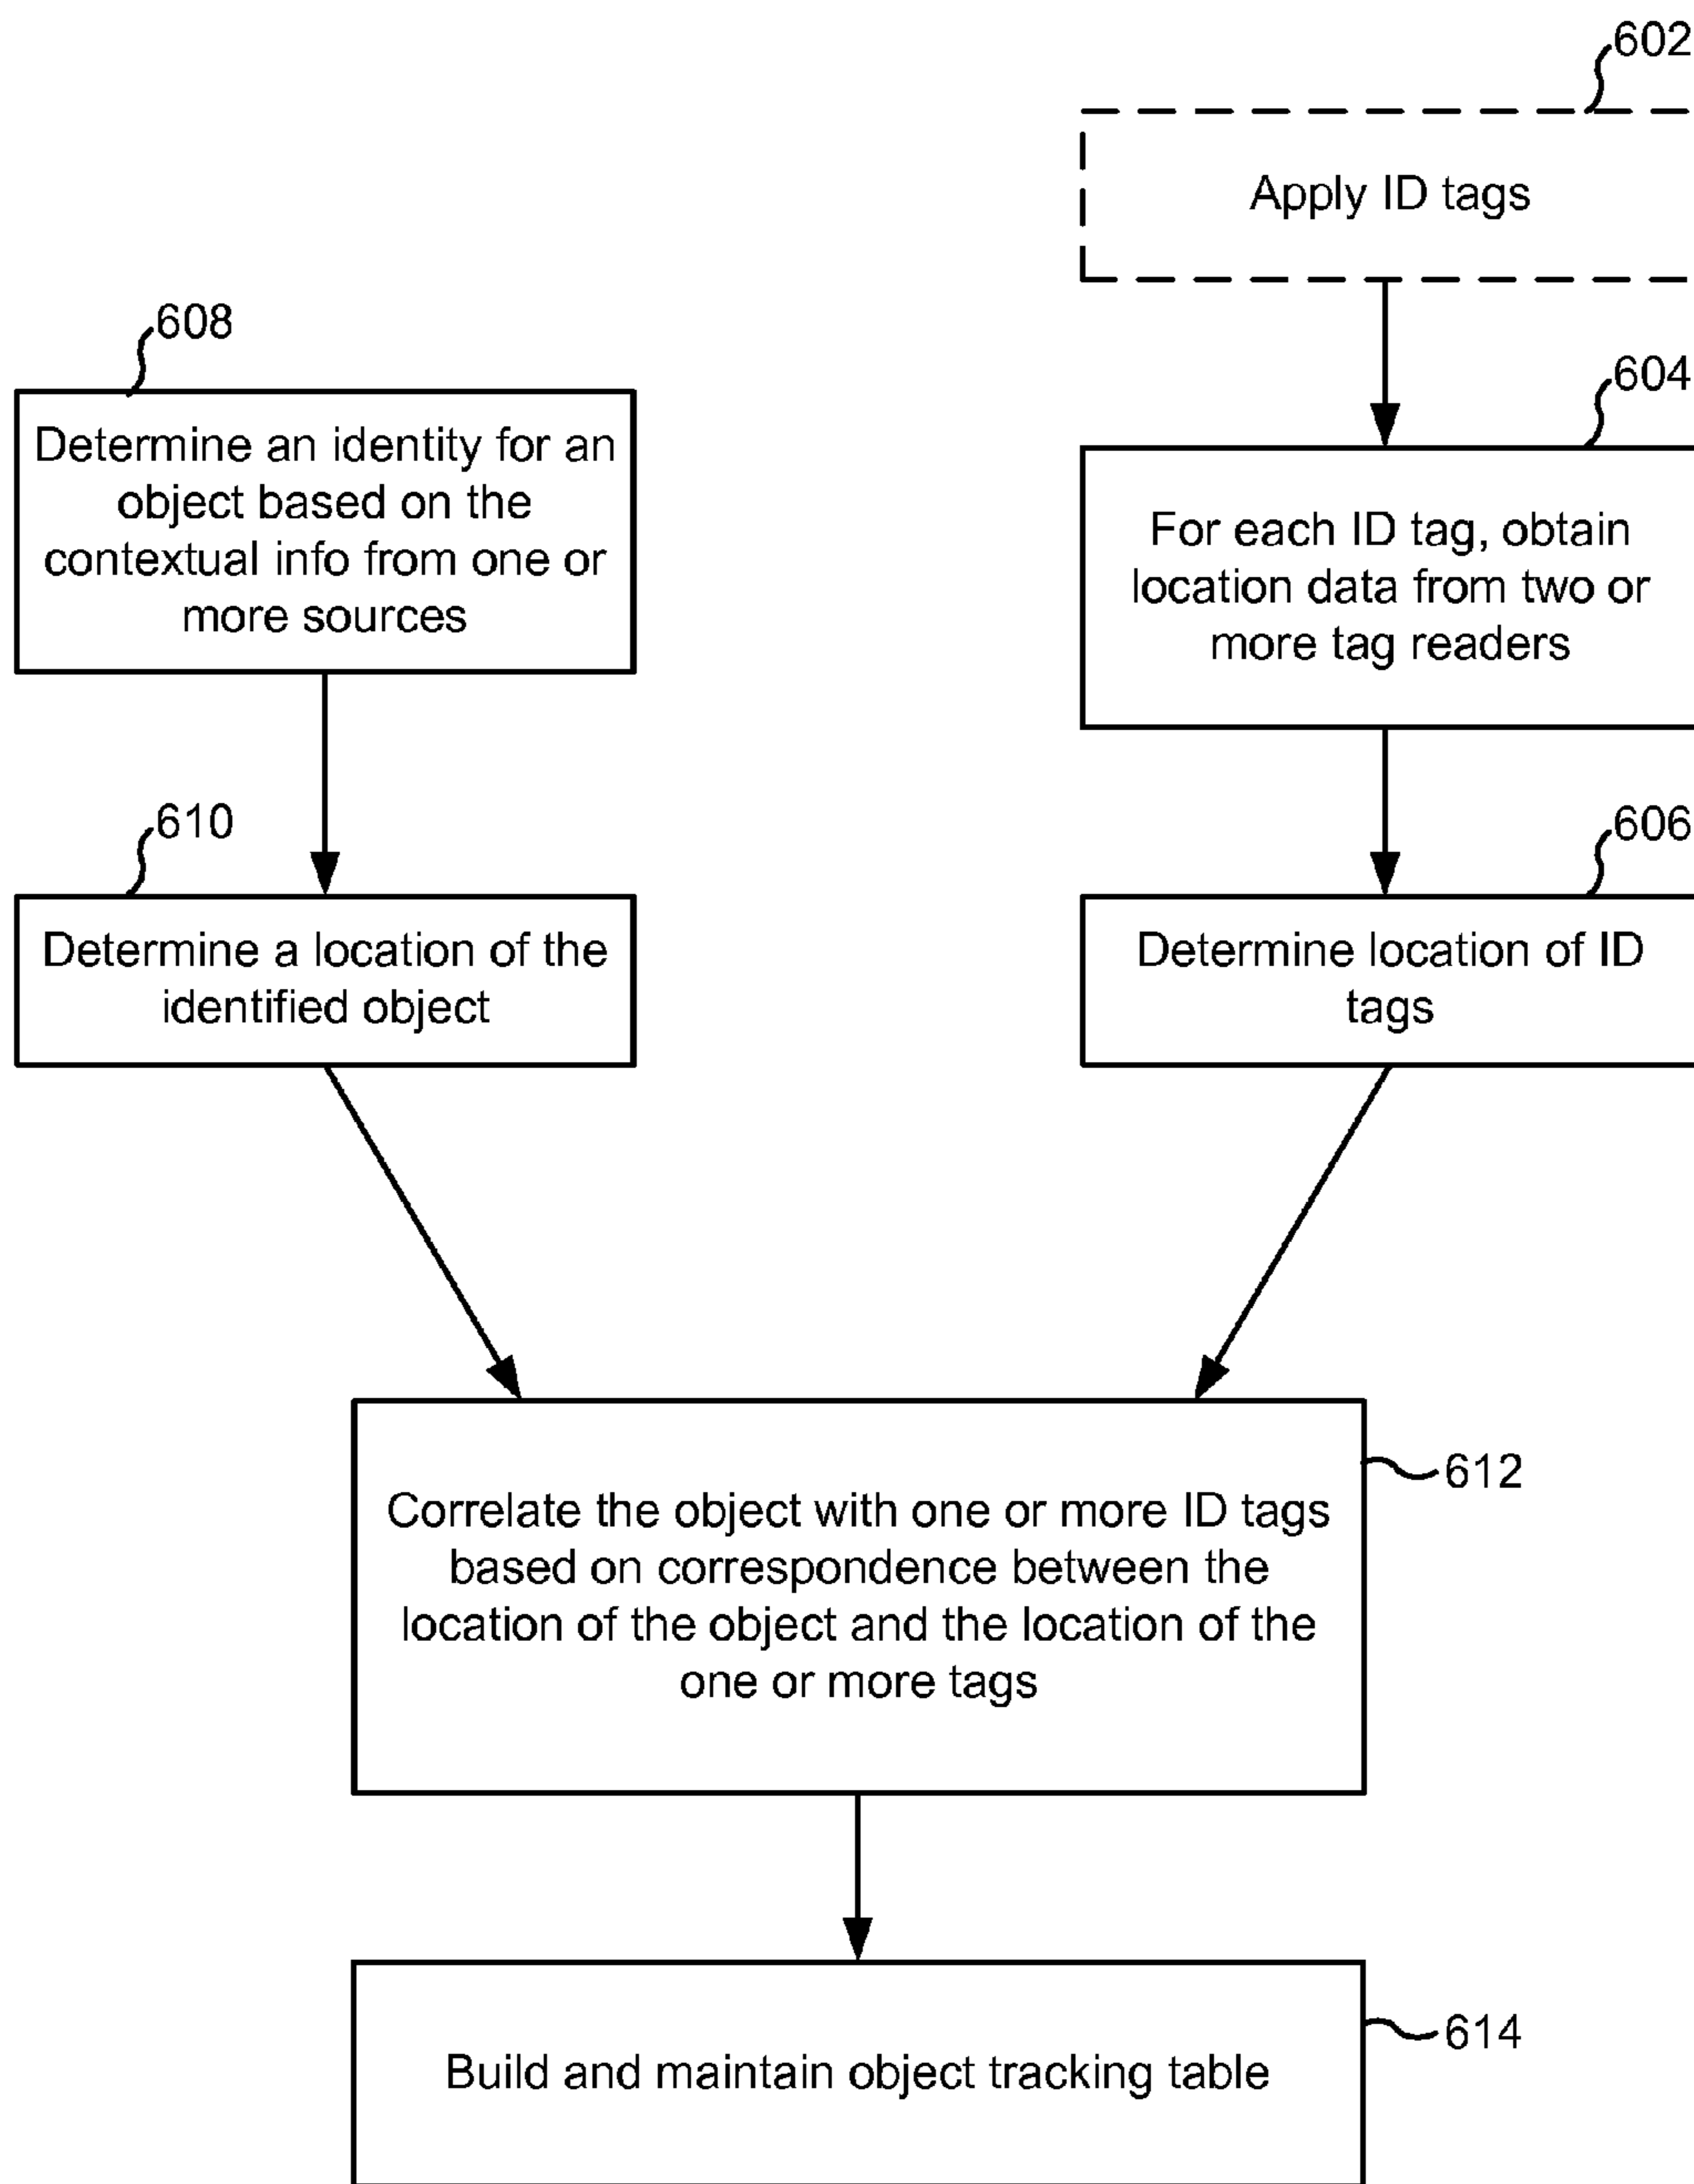 602
Apply ID tags
608
Determine an identity for an
object based on the
contextual info from one or
more sources
604
For each ID tag, obtain
location data from two or
more tag readers
610
Determine a location of the
identified object
606
Determine location of ID
tags
612
Correlate the object with one or more ID tags
based on correspondence between the
location of the object and the location of the
one or more tags
614
Build and maintain object tracking table